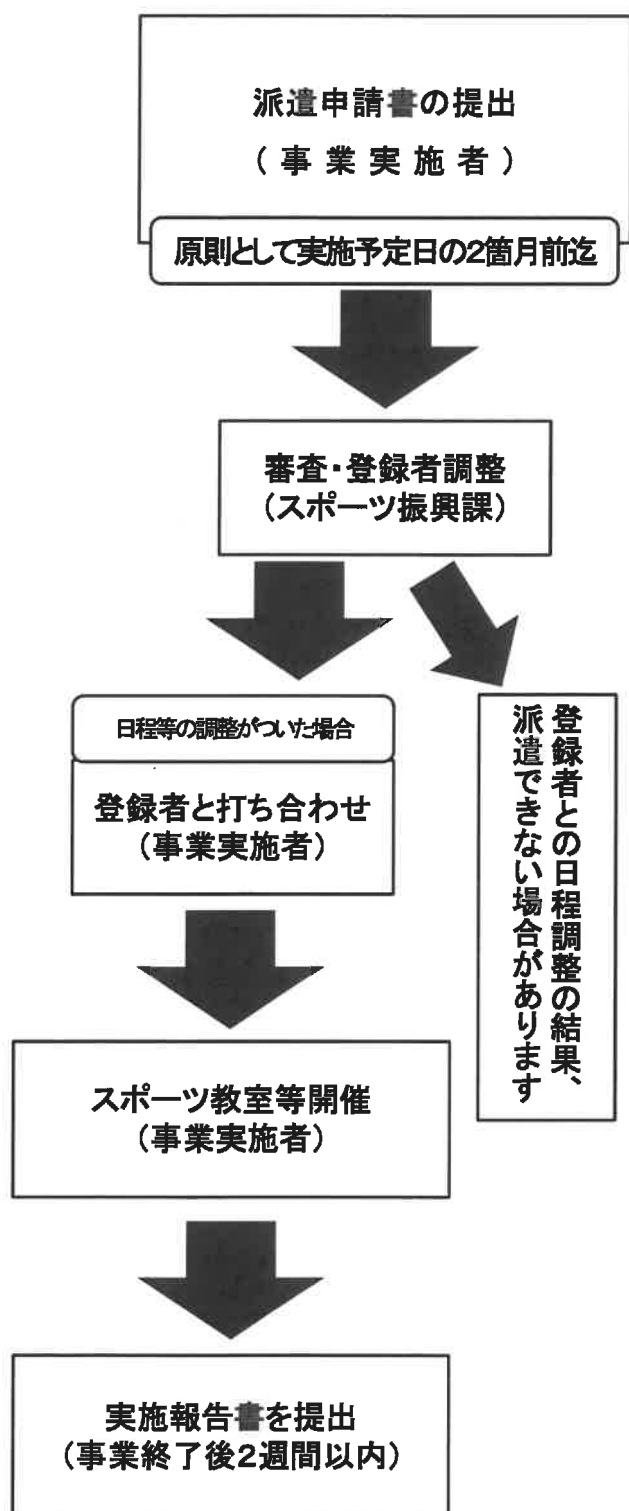 派遣申請書の提出
(事業実施者)
原則として実施予定日の2箇月前迄
審査・登録者調整
(スポーツ振興課)
日程等の調整がついた場合
登録者と打ち合わせ
(事業実施者)
登録者との日程調整の結果、
派遣できない場合があります
スポーツ教室等開催
(事業実施者)
実施報告書を提出
(事業終了後2週間以内)